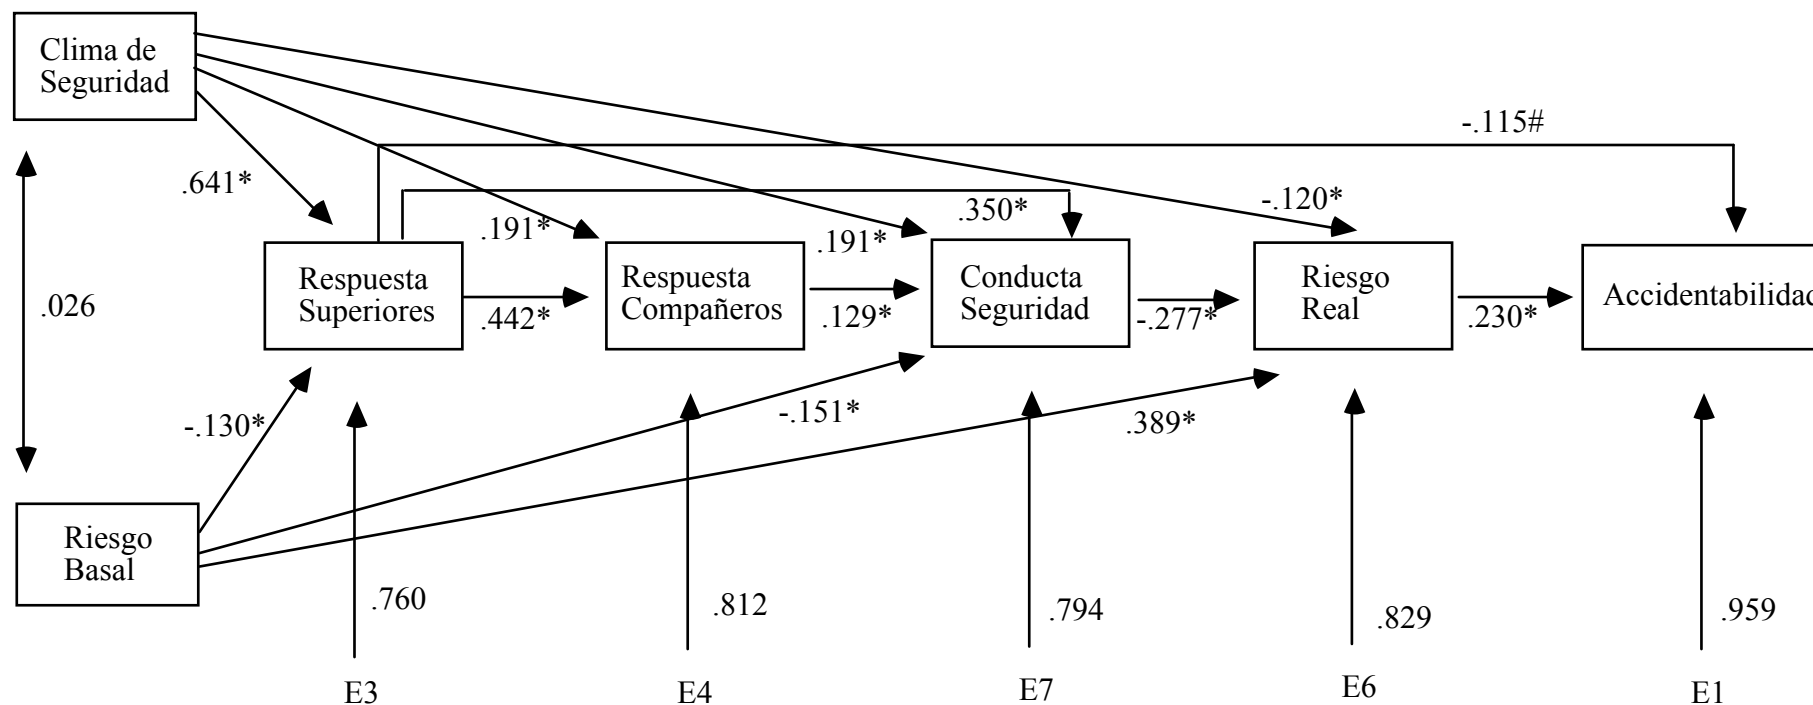 Clima de
Seguridad
-.115#
.641*
-.120*
.350*
.191*
.191*
Respuesta
Superiores
Respuesta
Compañeros
Conducta
Seguridad
Riesgo
Real
Accidentabilidad
.026
.442*
.129*
-.277*
.230*
-.130*
-.151*
.389*
Riesgo
Basal
.760
.812
.794
.829
.959
E3
E4
E7
E6
E1